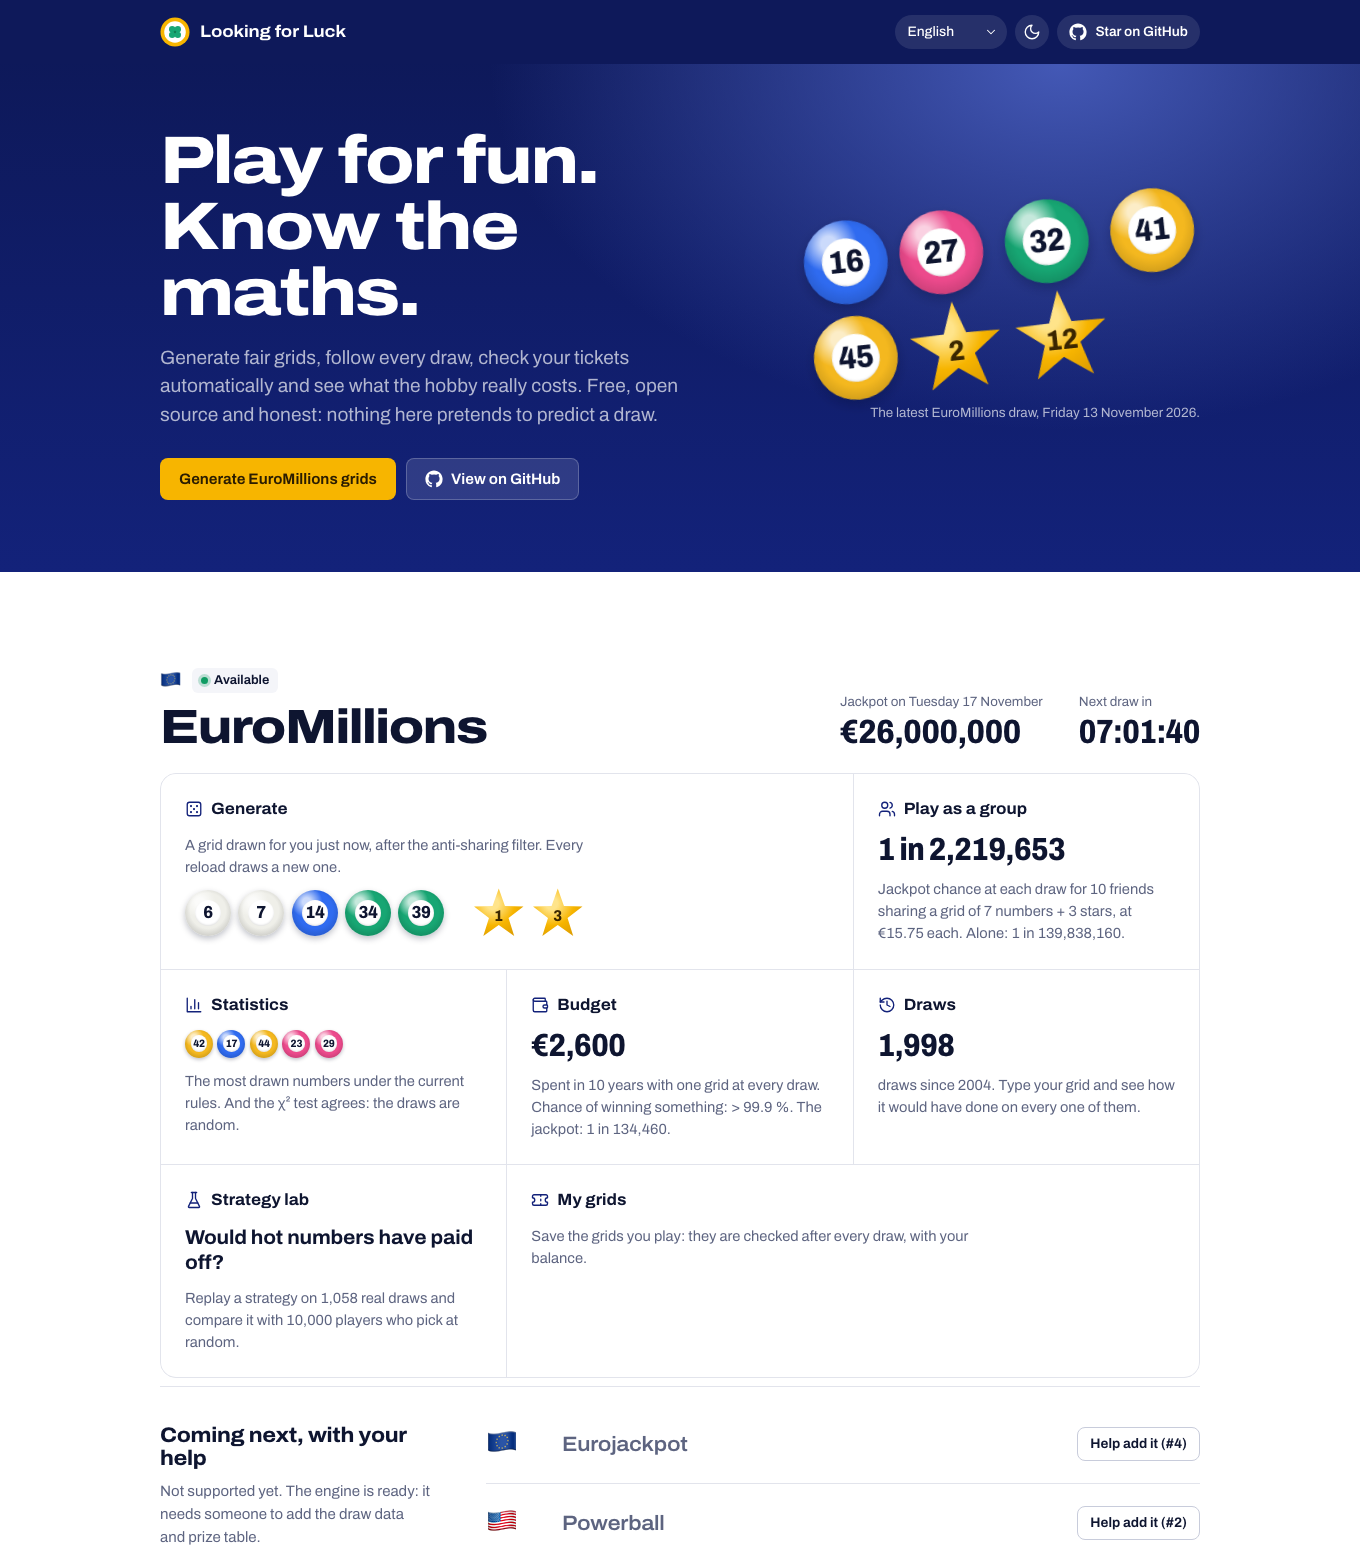 Looking for Luck
English
Star on GitHub
Play for fun.
Know the
maths.
Generate fair grids, follow every draw, check your tickets
automatically and see what the hobby really costs. Free, open
source and honest: nothing here pretends to predict a draw.
Generate EuroMillions grids
View on GitHub
16
27
32
41
45
2
12
The latest EuroMillions draw, Friday 13 November 2026.
Available
EuroMillions
Jackpot on Tuesday 17 November
€26,000,000
Next draw in
07:01:40
Generate
A grid drawn for you just now, after the anti-sharing filter. Every
reload draws a new one.
6
7
14
34
39
1
3
Play as a group
1 in 2,219,653
Jackpot chance at each draw for 10 friends
sharing a grid of 7 numbers + 3 stars, at
€15.75 each. Alone: 1 in 139,838,160.
Statistics
42
17
44
23
29
The most drawn numbers under the current
rules. And the χ² test agrees: the draws are
random.
Budget
€2,600
Spent in 10 years with one grid at every draw.
Chance of winning something: > 99.9 %. The
jackpot: 1 in 134,460.
Draws
1,998
draws since 2004. Type your grid and see how
it would have done on every one of them.
Strategy lab
Would hot numbers have paid
off?
Replay a strategy on 1,058 real draws and
compare it with 10,000 players who pick at
random.
My grids
Save the grids you play: they are checked after every draw, with your
balance.
Coming next, with your
help
Not supported yet. The engine is ready: it
needs someone to add the draw data
and prize table.
Eurojackpot
Help add it (#4)
Powerball
Help add it (#2)